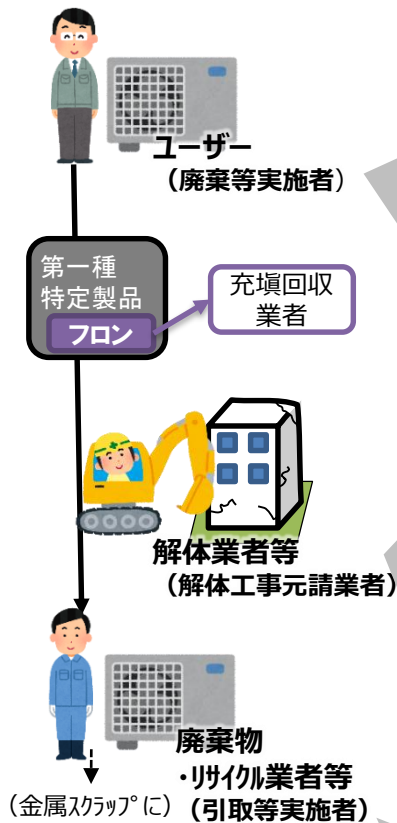 ユーザー
（廃棄等実施者）
第一種
特定製品
フロン
充塡回収
業者
解体業者等
（解体工事元請業者）
廃棄物
・ﾘｻｲｸﾙ業者等
（引取等実施者）
（金属ｽｸﾗｯﾌﾟに）